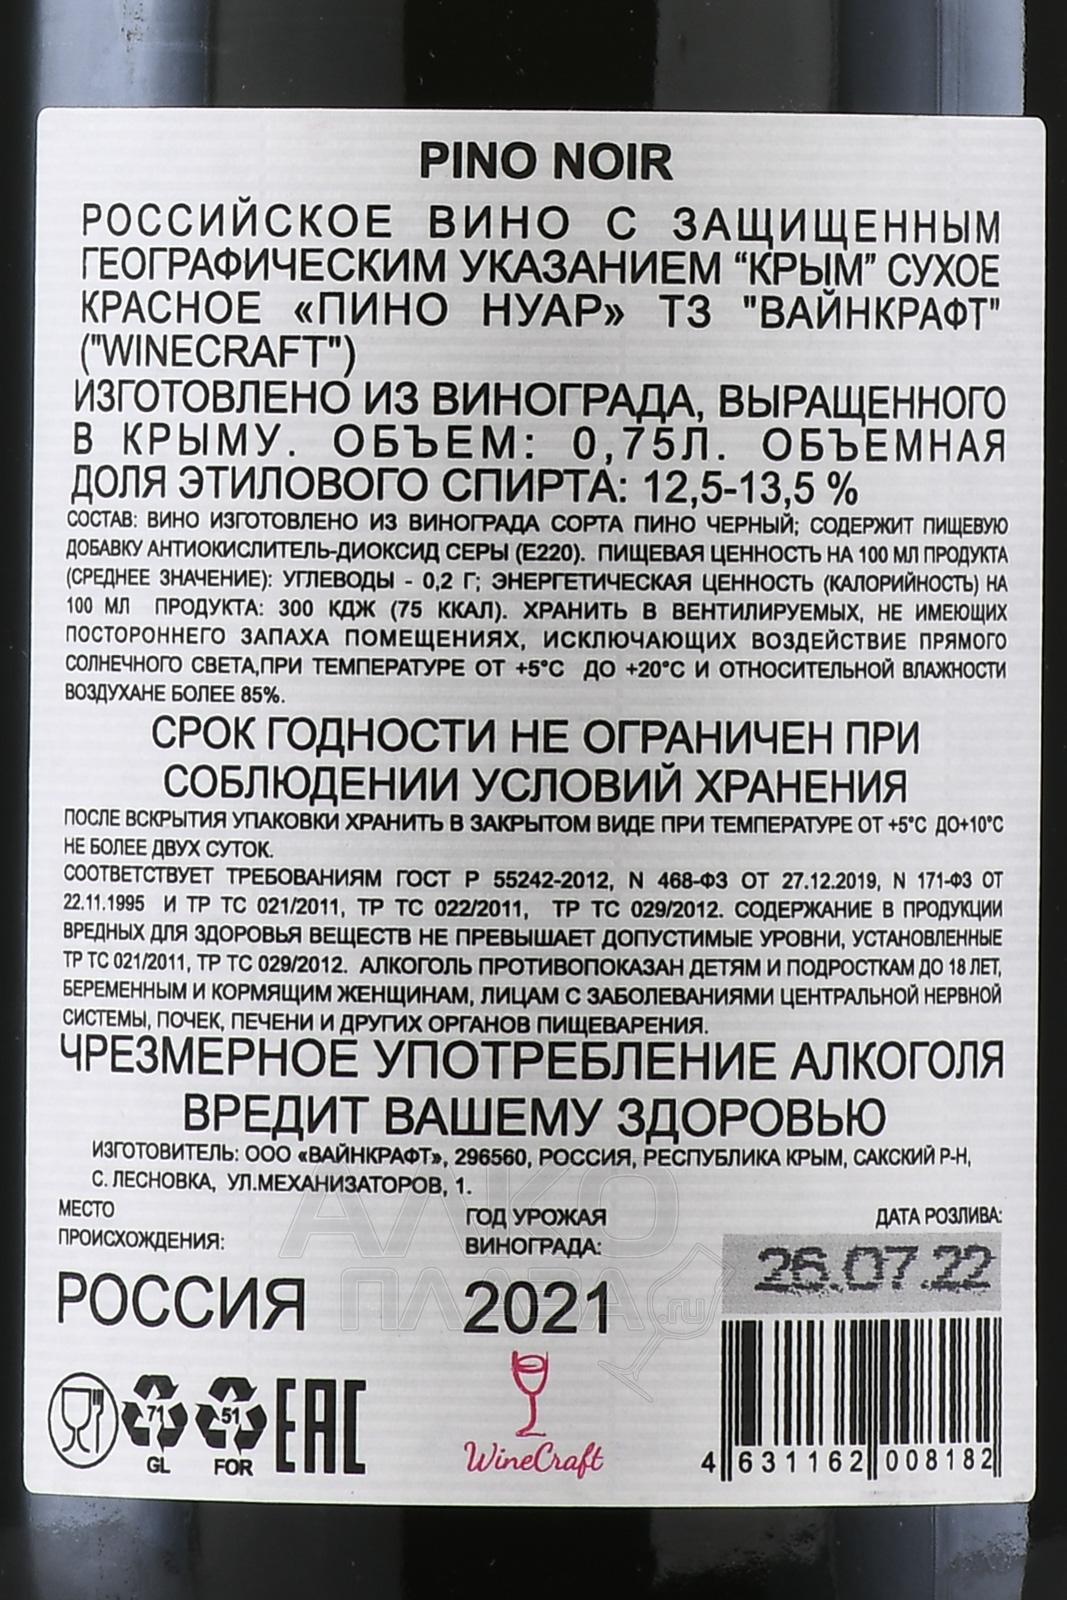 PINO NOIR
РОССИЙСКОЕ ВИНО С ЗАЩИЩЕННЫМ
ГЕОГРАФИЧЕСКИМ УКАЗАНИЕМ “КРЫМ” СУХОЕ
КРАСНОЕ «ПИНО НУАР» ТЗ "ВАЙНКРАФТ"
("WINECRAFT")
ИЗГОТОВЛЕНО ИЗ ВИНОГРАДА, ВЫРАЩЕННОГО
В КРЫМУ. ОБЪЕМ: 0,75Л. ОБЪЕМНАЯ
ДОЛЯ ЭТИЛОВОГО СПИРТА: 12,5-13,5 %
СОСТАВ: ВИНО ИЗГОТОВЛЕНО ИЗ ВИНОГРАДА СОРТА ПИНО ЧЕРНЫЙ; СОДЕРЖИТ ПИЩЕВУЮ
ДОБАВКУ АНТИОКИСЛИТЕЛЬ-ДИОКСИД СЕРЫ (Е220). ПИЩЕВАЯ ЦЕННОСТЬ НА 100 МЛ ПРОДУКТА
(СРЕДНЕЕ ЗНАЧЕНИЕ): УГЛЕВОДЫ - 0,2 Г; ЭНЕРГЕТИЧЕСКАЯ ЦЕННОСТЬ (КАЛОРИЙНОСТЬ) НА
100 МЛ ПРОДУКТА: 300 КДЖ (75 ККАЛ). ХРАНИТЬ В ВЕНТИЛИРУЕМЫХ, НЕ ИМЕЮЩИХ
ПОСТОРОННЕГО ЗАПАХА ПОМЕЩЕНИЯХ, ИСКЛЮЧАЮЩИХ ВОЗДЕЙСТВИЕ ПРЯМОГО
СОЛНЕЧНОГО СВЕТА,ПРИ ТЕМПЕРАТУРЕ ОТ +5°С ДО +20°С И ОТНОСИТЕЛЬНОЙ ВЛАЖНОСТИ
ВОЗДУХАНЕ БОЛЕЕ 85%.
СРОК ГОДНОСТИ НЕ ОГРАНИЧЕН ПРИ
СОБЛЮДЕНИИ УСЛОВИЙ ХРАНЕНИЯ
ПОСЛЕ ВСКРЫТИЯ УПАКОВКИ ХРАНИТЬ В ЗАКРЫТОМ ВИДЕ ПРИ ТЕМПЕРАТУРЕ ОТ +5°С ДО+10°С
НЕ БОЛЕЕ ДВУХ СУТОК.
СООТВЕТСТВУЕТ ТРЕБОВАНИЯМ ГОСТ Р 55242-2012, N 468-ФЗ ОТ 27.12.2019, N 171-ФЗ ОТ
22.11.1995 И ТР ТС 021/2011, ТР ТС 022/2011, ТР ТС 029/2012. СОДЕРЖАНИЕ В ПРОДУКЦИИ
ВРЕДНЫХ ДЛЯ ЗДОРОВЬЯ ВЕЩЕСТВ НЕ ПРЕВЫШАЕТ ДОПУСТИМЫЕ УРОВНИ, УСТАНОВЛЕННЫЕ
ТР ТС 021/2011, ТР ТС 029/2012. АЛКОГОЛЬ ПРОТИВОПОКАЗАН ДЕТЯМ И ПОДРОСТКАМ ДО 18 ЛЕТ,
БЕРЕМЕННЫМ И КОРМЯЩИМ ЖЕНЩИНАМ, ЛИЦАМ С ЗАБОЛЕВАНИЯМИ ЦЕНТРАЛЬНОЙ НЕРВНОЙ
СИСТЕМЫ, ПОЧЕК, ПЕЧЕНИ И ДРУГИХ ОРГАНОВ ПИЩЕВАРЕНИЯ.
ЧРЕЗМЕРНОЕ УПОТРЕБЛЕНИЕ АЛКОГОЛЯ
ВРЕДИТ ВАШЕМУ ЗДОРОВЬЮ
ИЗГОТОВИТЕЛЬ: ООО «ВАЙНКРАФТ», 296560, РОССИЯ, РЕСПУБЛИКА КРЫМ, САКСКИЙ Р-Н,
С. ЛЕСНОВКА, УЛ.МЕХАНИЗАТОРОВ, 1.
МЕСТО
ПРОИСХОЖДЕНИЯ:
РОССИЯ
ГОД УРОЖАЯ
ВИНОГРАДА:
2021
ДАТА РОЗЛИВА:
26.07.22
АЛКО
ПЛАЗА.ru
71
GL
51
FOR
EAC
WineCraft
4 631162 008182